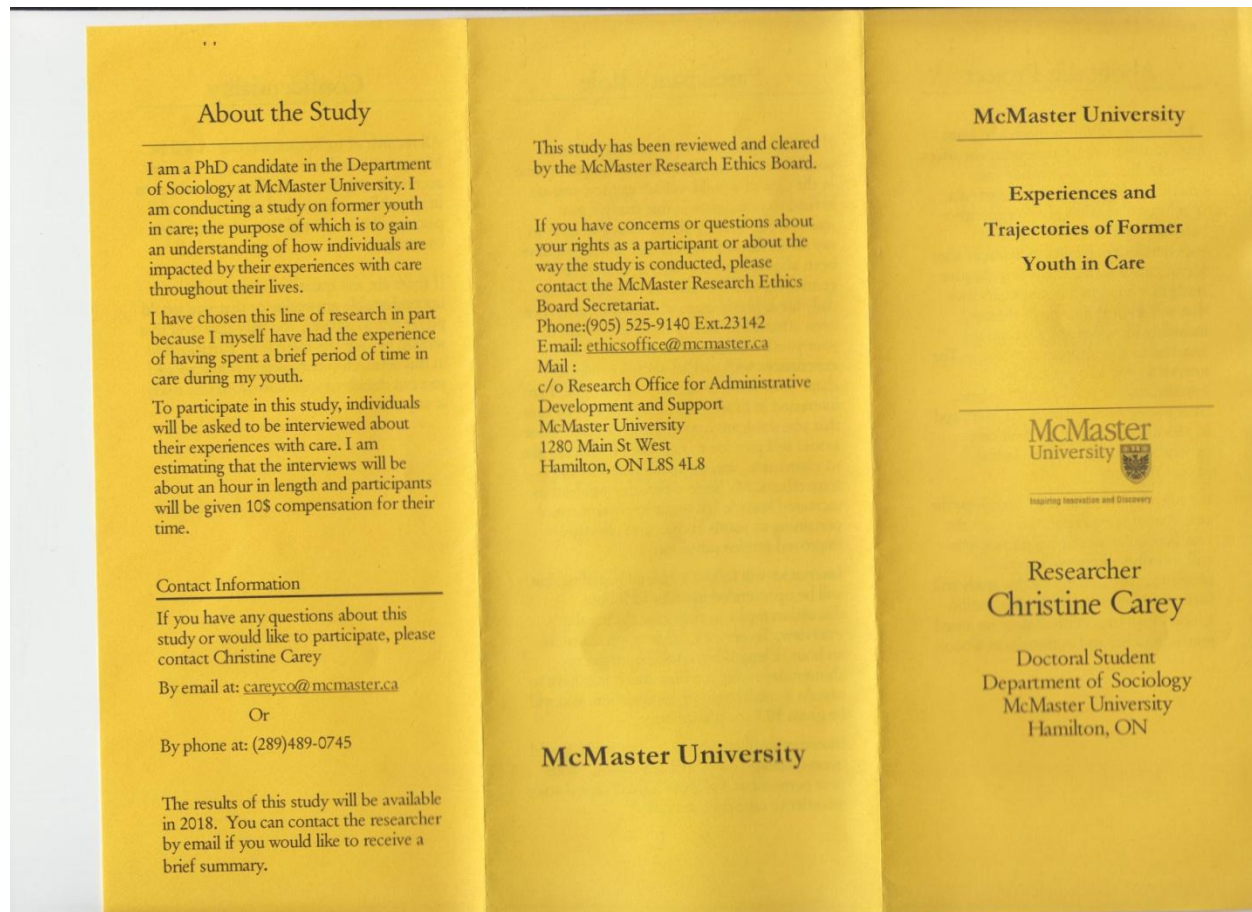 About the Study
I am a PhD candidate in the Department
of Sociology at McMaster University. I
am conducting a study on former youth
in care; the purpose of which is to gain
an understanding of how individuals are
impacted by their experiences with care
throughout their lives.
I have chosen this line of research in part
because I myself have had the experience
of having spent a brief period of time in
care during my youth.
To participate in this study, individuals
will be asked to be interviewed about
their experiences with care. I am
estimating that the interviews will be
about an hour in length and participants
will be given 10$ compensation for their
time.
Contact Information
If you have any questions about this
study or would like to participate, please
contact Christine Carey
By email at: careyco@mcmaster.ca
Or
By phone at: (289)489-0745
The results of this study will be available
in 2018. You can contact the researcher
by email if you would like to receive a
brief summary.
This study has been reviewed and cleared
by the McMaster Research Ethics Board.
If you have concerns or questions about
your rights as a participant or about the
way the study is conducted, please
contact the McMaster Research Ethics
Board Secretariat.
Phone:(905) 525-9140 Ext.23142
Email: ethicsoffice@mcmaster.ca
Mail :
c/o Research Office for Administrative
Development and Support
McMaster University
1280 Main St West
Hamilton, ON L8S 4L8
McMaster University
McMaster University
Experiences and
Trajectories of Former
Youth in Care
McMaster
University
Inspiring Innovation and Discovery
Researcher
Christine Carey
Doctoral Student
Department of Sociology
McMaster University
Hamilton, ON